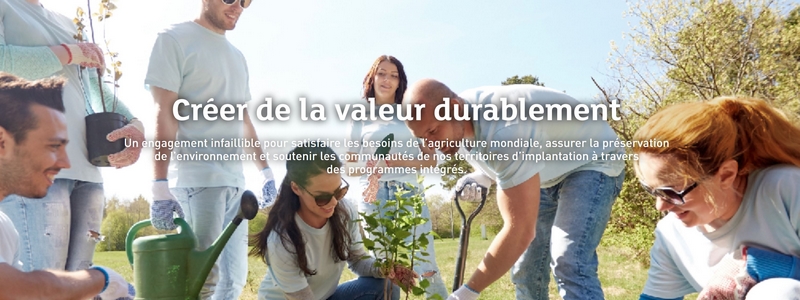 Créer de la valeur durablement
Un engagement infaillible pour satisfaire les besoins de l'agriculture mondiale, assurer la préservation
de l'environnement et soutenir les communautés de nos territoires d'implantation à travers
des programmes intégrés.